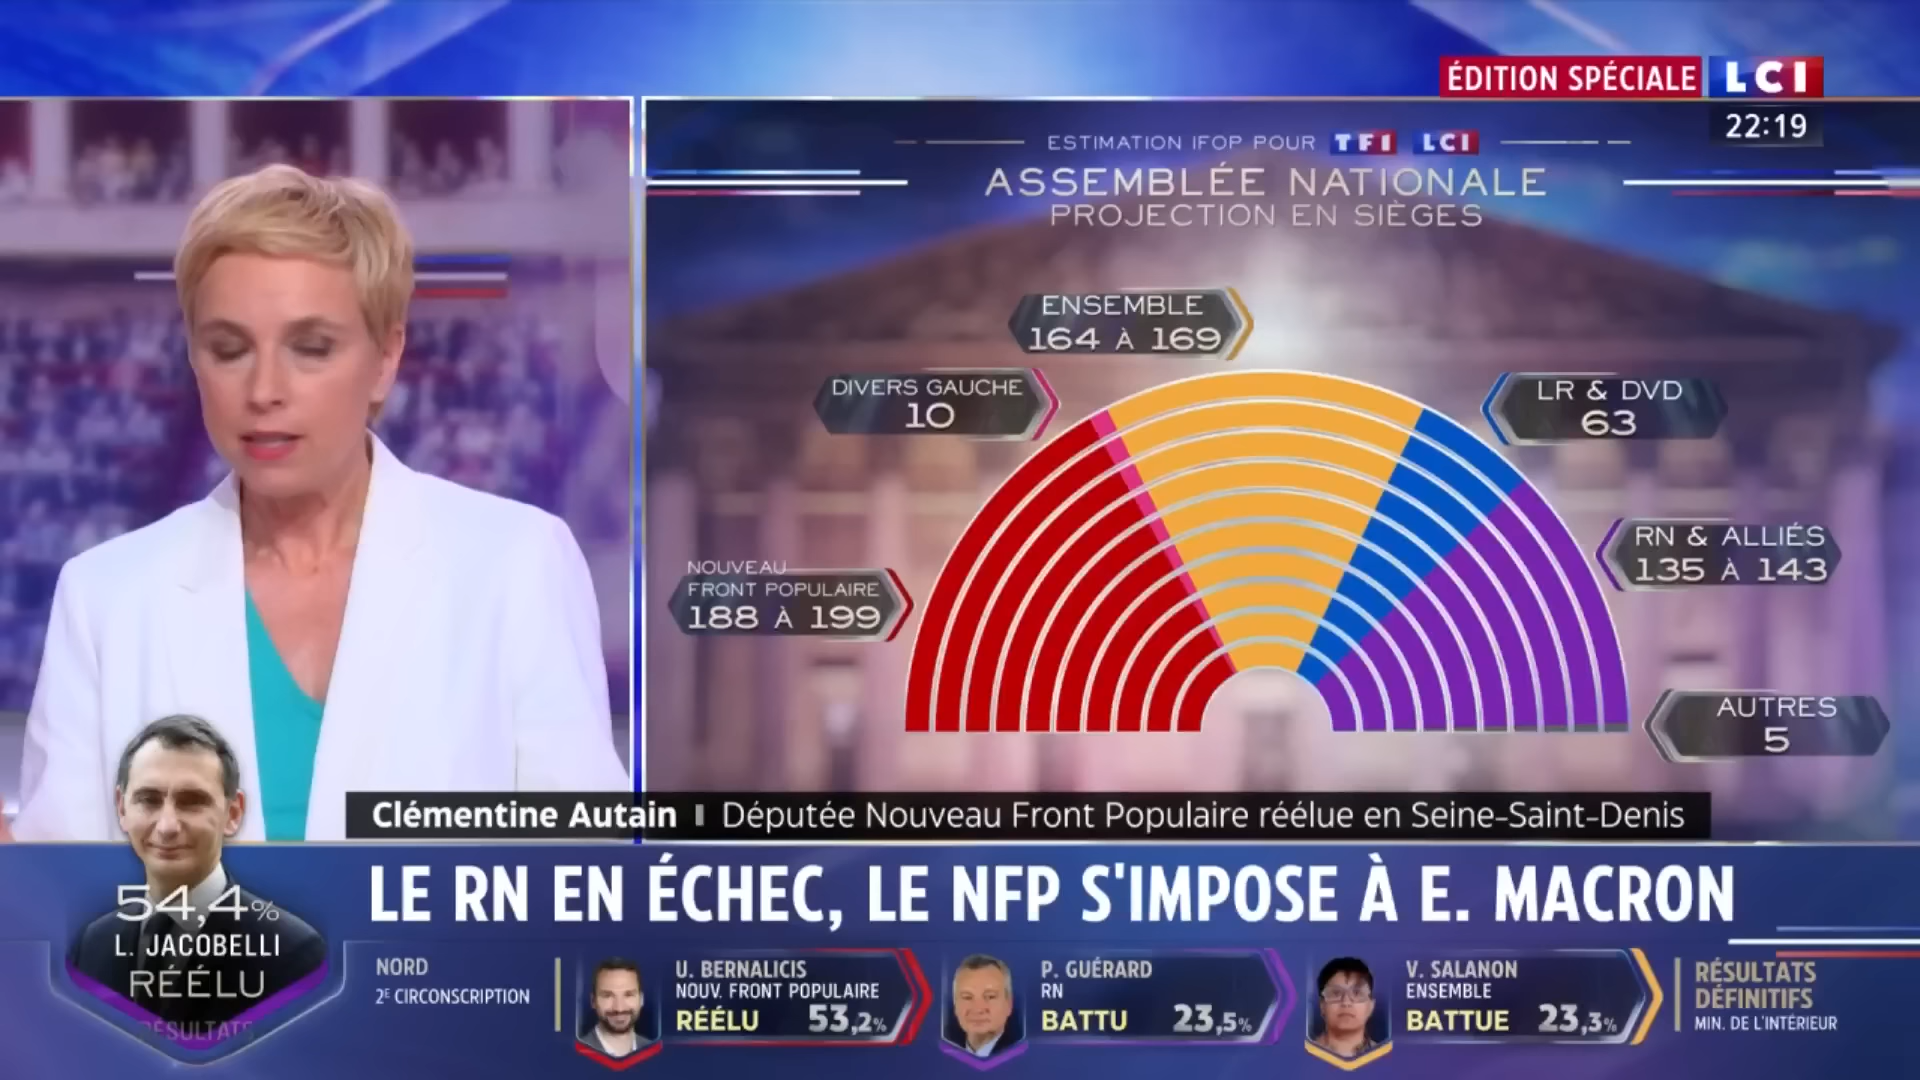 ÉDITION SPÉCIALE LCI
22:19
ESTIMATION IFOP POUR TF1 LCI
ASSEMBLÉE NATIONALE
PROJECTION EN SIÈGES
ENSEMBLE
164 À 169
DIVERS GAUCHE
10
LR & DVD
63
NOUVEAU
FRONT POPULAIRE
188 À 199
RN & ALLIÉS
135 À 143
AUTRES
5
Clémentine Autain Députée Nouveau Front Populaire réélue en Seine-Saint-Denis
LE RN EN ÉCHEC, LE NFP S'IMPOSE À E. MACRON
54,4%
L. JACOBELLI
RÉÉLU
RÉSULTATS
NORD
2E CIRCONSCRIPTION
U. BERNALICIS
NOUV. FRONT POPULAIRE
RÉÉLU 53,2%
P. GUÉRARD
RN
BATTU 23,5%
V. SALANON
ENSEMBLE
BATTUE 23,3%
RÉSULTATS
DÉFINITIFS
MIN. DE L'INTÉRIEUR